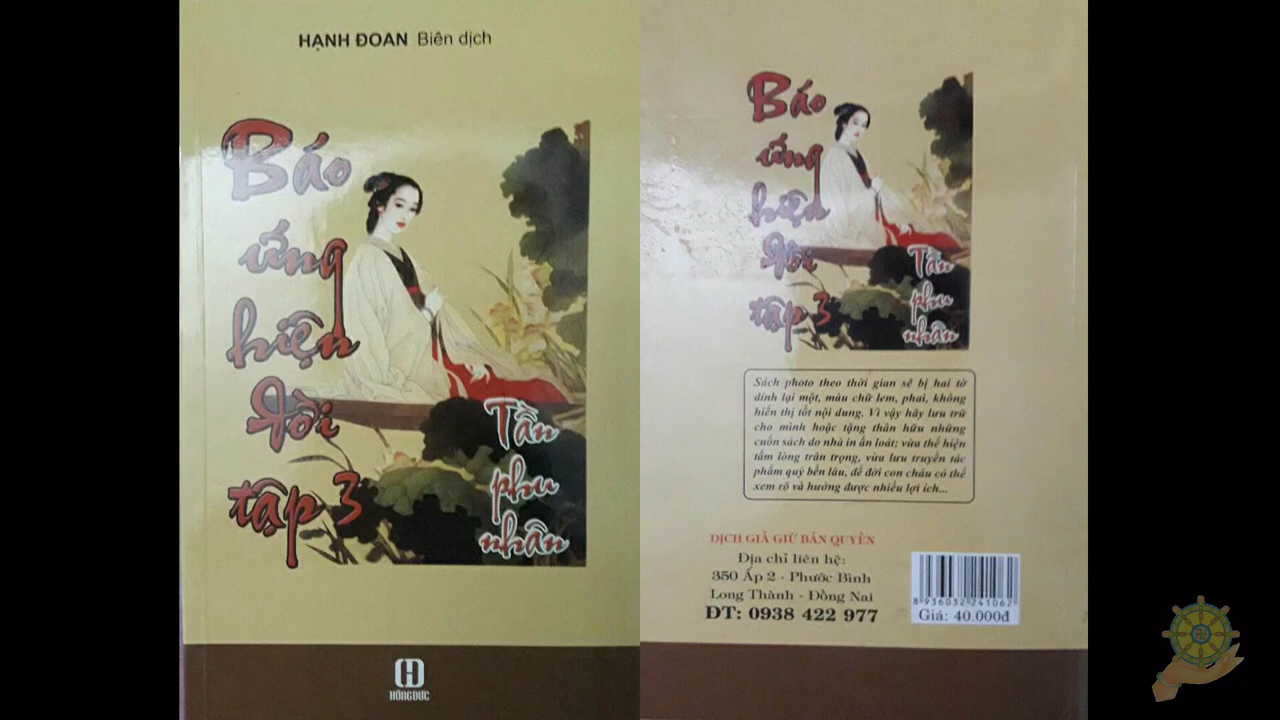 HẠNH ĐOAN Biên dịch
Báo
ứng
hiện
đời
tập 3
Tần
phu
nhân
HỒNG ĐỨC
Báo
ứng
hiện
đời
tập 3
Tần
phu
nhân
Sách photo theo thời gian sẽ bị hai tờ
dính lại một, màu chữ lem, phai, không
hiển thị tốt nội dung. Vì vậy hãy lưu trữ
cho mình hoặc tặng thân hữu những
cuốn sách do nhà in ấn loát; vừa thể hiện
tấm lòng trân trọng, vừa lưu truyền tác
phẩm quý bền lâu, để đời con cháu có thể
xem rõ và hưởng được nhiều lợi ích...
DỊCH GIẢ GIỮ BẢN QUYỀN
Địa chỉ liên hệ:
350 Ấp 2 - Phước Bình
Long Thành - Đồng Nai
ĐT: 0938 422 977
8 936032 241062
Giá: 40.000đ